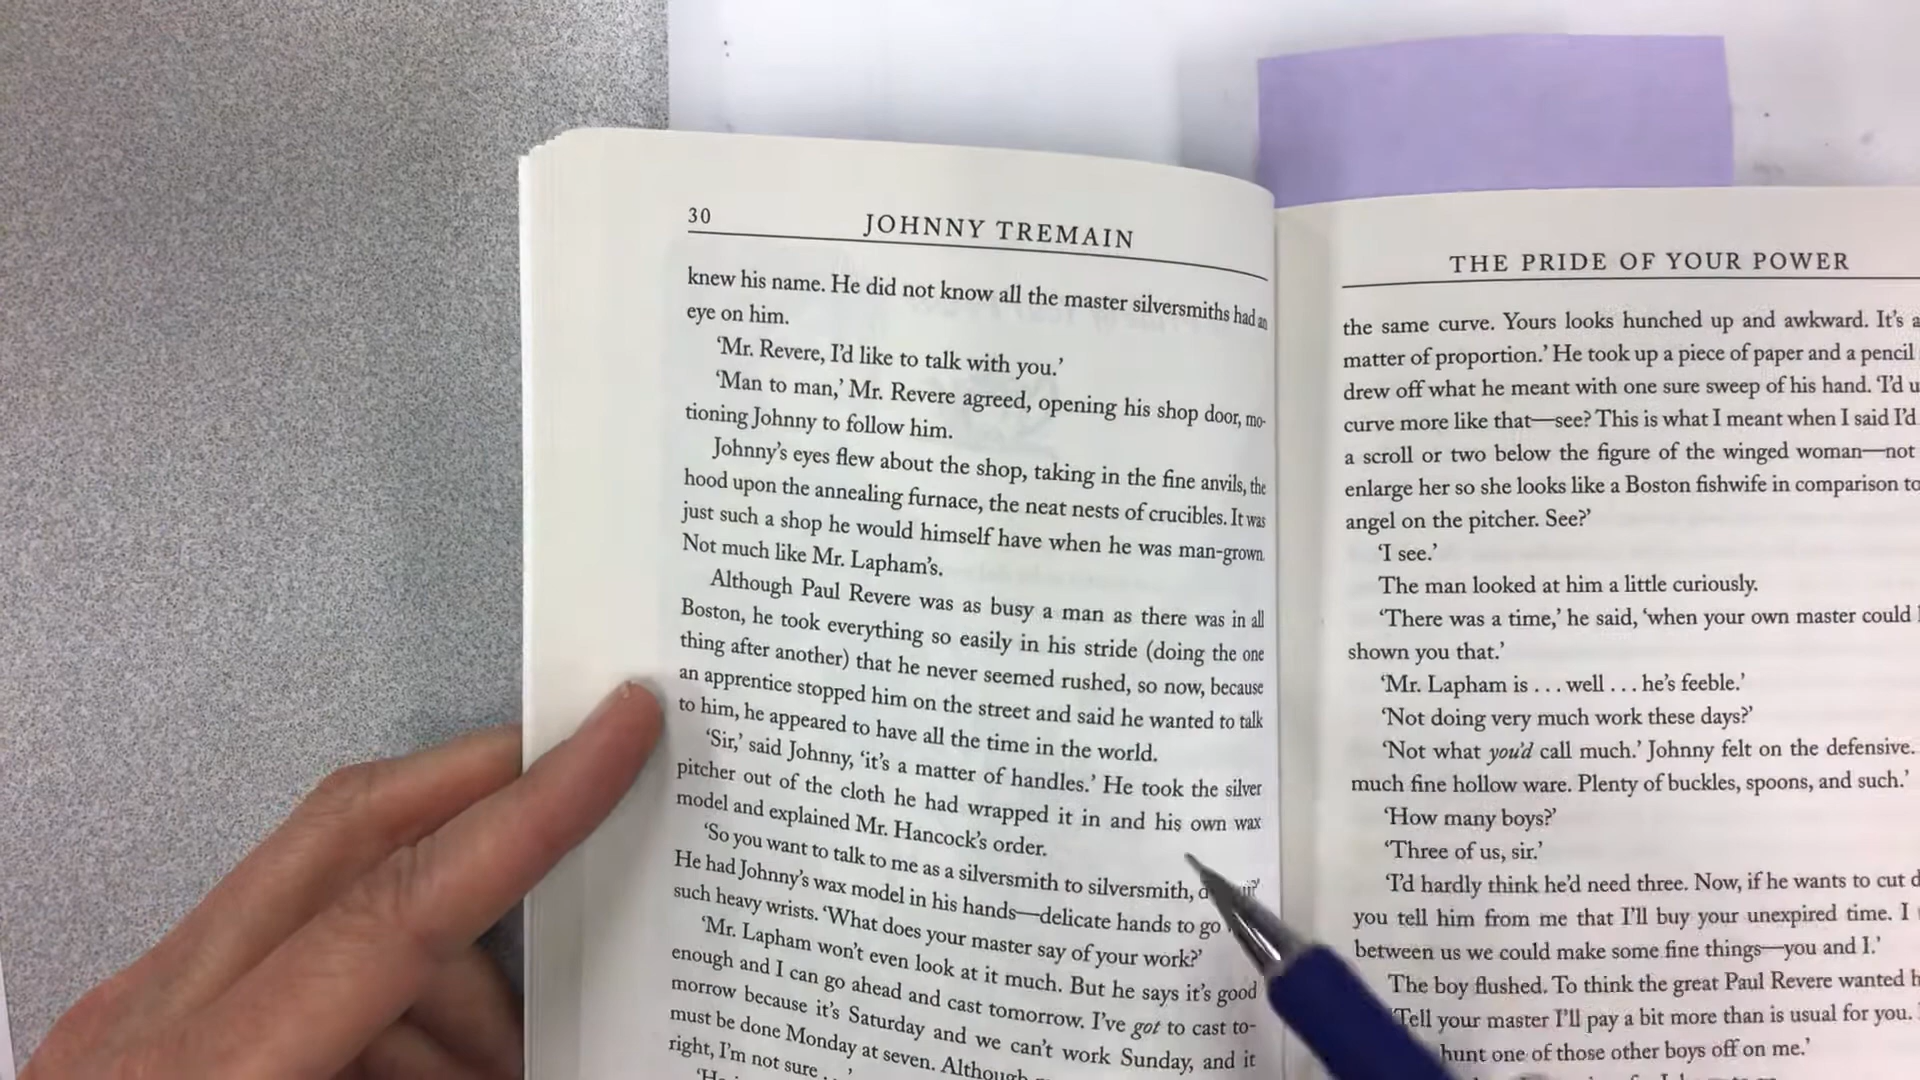 30
JOHNNY TREMAIN
knew his name. He did not know all the master silversmiths had an
eye on him.
‘Mr. Revere, I’d like to talk with you.’
‘Man to man,’ Mr. Revere agreed, opening his shop door, mo-
tioning Johnny to follow him.
Johnny’s eyes flew about the shop, taking in the fine anvils, the
hood upon the annealing furnace, the neat nests of crucibles. It was
just such a shop he would himself have when he was man-grown.
Not much like Mr. Lapham’s.
Although Paul Revere was as busy a man as there was in all
Boston, he took everything so easily in his stride (doing the one
thing after another) that he never seemed rushed, so now, because
an apprentice stopped him on the street and said he wanted to talk
to him, he appeared to have all the time in the world.
‘Sir,’ said Johnny, ‘it’s a matter of handles.’ He took the silver
pitcher out of the cloth he had wrapped it in and his own wax
model and explained Mr. Hancock’s order.
‘So you want to talk to me as a silversmith to silversmith,
He had Johnny’s wax model in his hands—delicate hands to go
such heavy wrists. ‘What does your master say of your work?’
‘Mr. Lapham won’t even look at it much. But he says it’s good
enough and I can go ahead and cast tomorrow. I’ve got to cast to-
morrow because it’s Saturday and we can’t work Sunday, and it
must be done Monday at seven. Although
right, I’m not sure . . .’
THE PRIDE OF YOUR POWER
the same curve. Yours looks hunched up and awkward. It’s a
matter of proportion.’ He took up a piece of paper and a pencil
drew off what he meant with one sure sweep of his hand. ‘I’d
curve more like that—see? This is what I meant when I said I’d
a scroll or two below the figure of the winged woman—not
enlarge her so she looks like a Boston fishwife in comparison to
angel on the pitcher. See?’
‘I see.’
The man looked at him a little curiously.
‘There was a time,’ he said, ‘when your own master could
shown you that.’
‘Mr. Lapham is . . . well . . . he’s feeble.’
‘Not doing very much work these days?’
‘Not what you’d call much.’ Johnny felt on the defensive.
much fine hollow ware. Plenty of buckles, spoons, and such.’
‘How many boys?’
‘Three of us, sir.’
‘I’d hardly think he’d need three. Now, if he wants to cut
you tell him from me that I’ll buy your unexpired time. I
between us we could make some fine things—you and I.’
The boy flushed. To think the great Paul Revere wanted
‘Tell your master I’ll pay a bit more than is usual for you.
hunt one of those other boys off on me.’